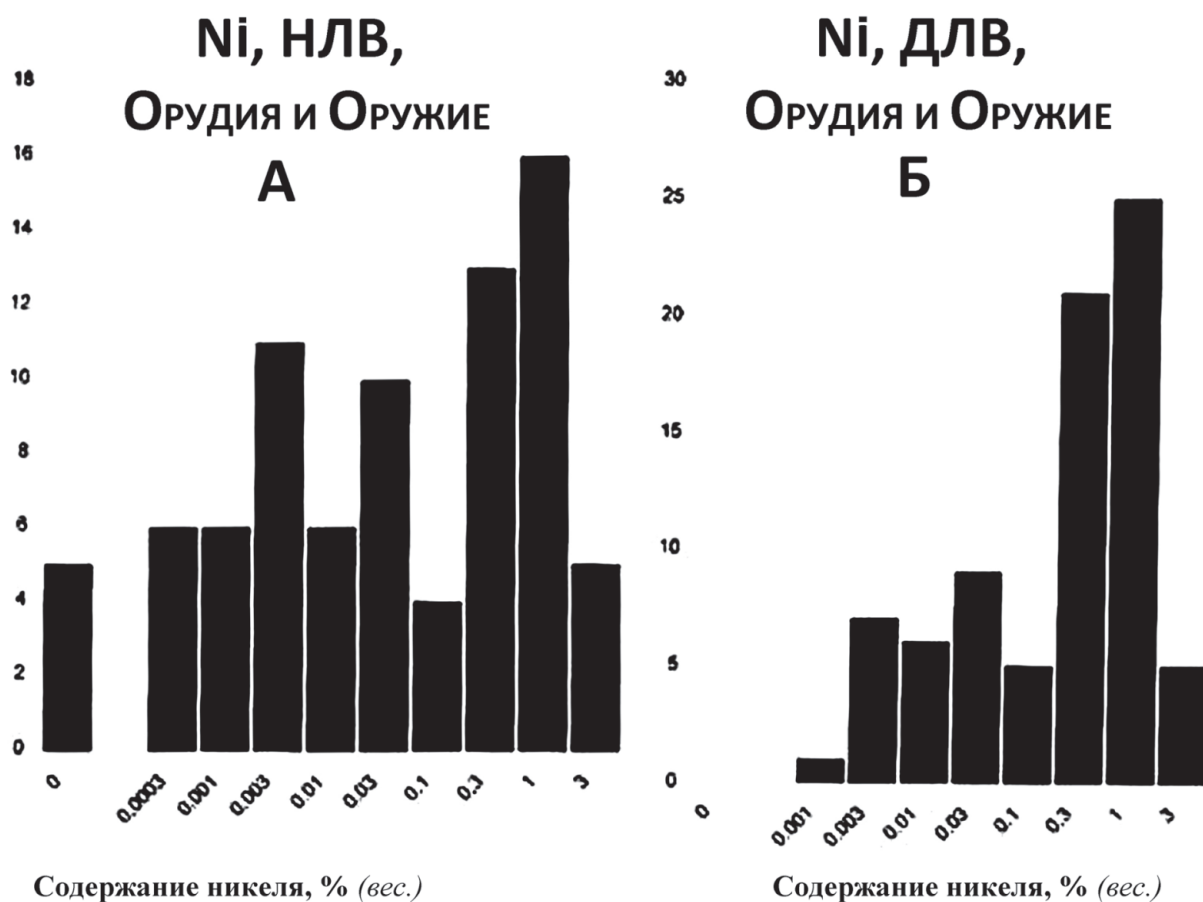 Ni, НЛВ,
Орудия и Оружие
А
18
16
14
12
10
8
6
4
2
0
0 0.0003 0.001 0.003 0.01 0.03 0.1 0.3 1 3
Содержание никеля, % (вес.)
Ni, ДЛВ,
Орудия и Оружие
Б
30
25
20
15
10
5
0
0 0.001 0.003 0.01 0.03 0.1 0.3 1 3
Содержание никеля, % (вес.)